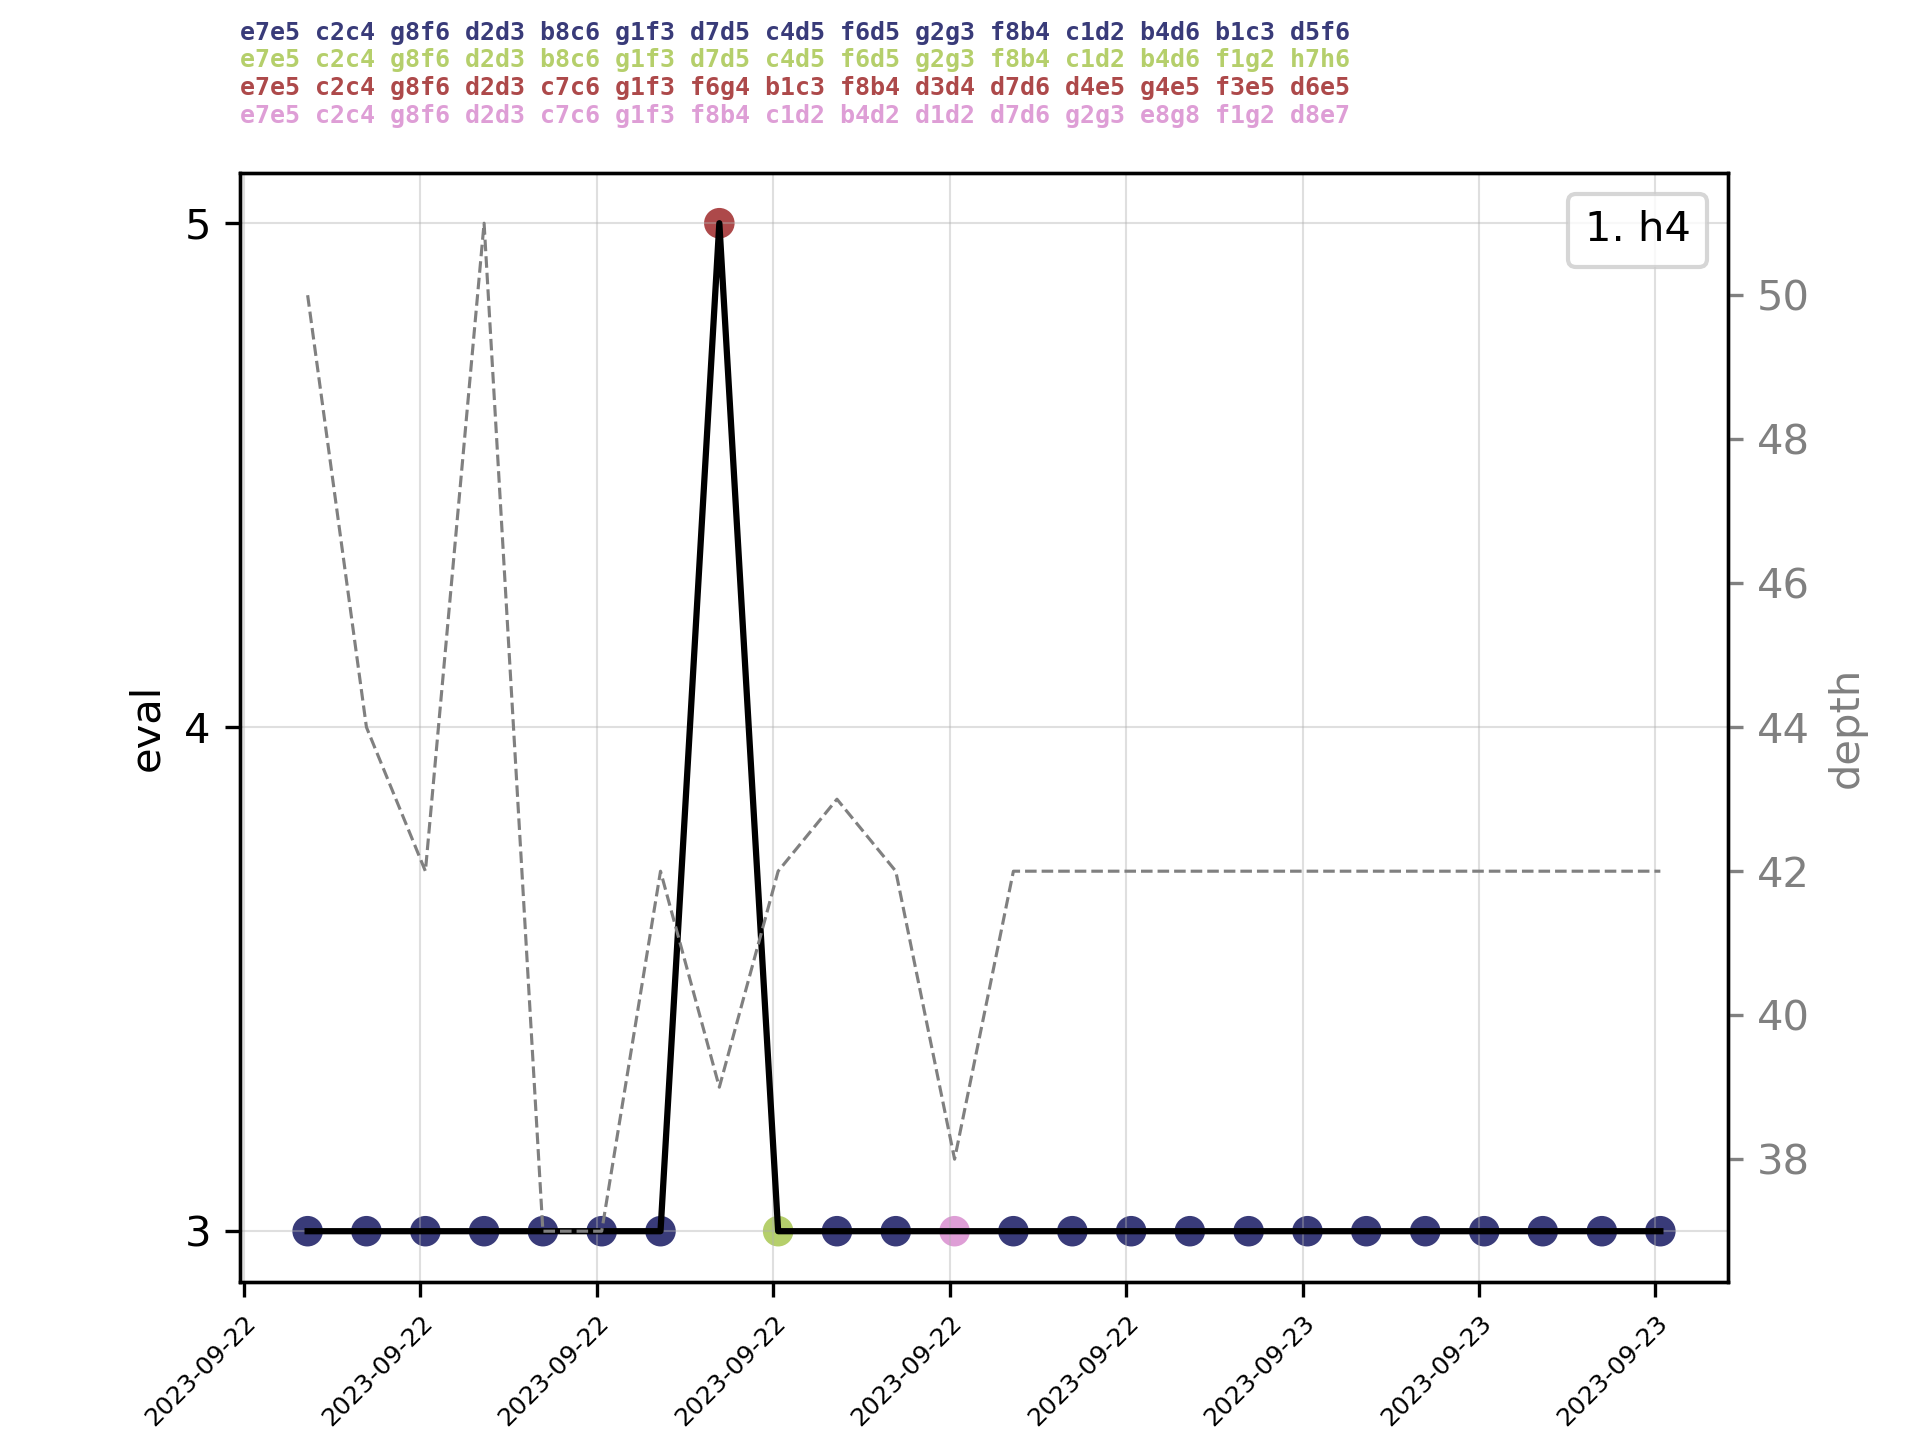 e7e5 c2c4 g8f6 d2d3 b8c6 g1f3 d7d5 c4d5 f6d5 g2g3 f8b4 c1d2 b4d6 b1c3 d5f6
e7e5 c2c4 g8f6 d2d3 b8c6 g1f3 d7d5 c4d5 f6d5 g2g3 f8b4 c1d2 b4d6 f1g2 h7h6
e7e5 c2c4 g8f6 d2d3 c7c6 g1f3 f6g4 b1c3 f8b4 d3d4 d7d6 d4e5 g4e5 f3e5 d6e5
e7e5 c2c4 g8f6 d2d3 c7c6 g1f3 f8b4 c1d2 b4d2 d1d2 d7d6 g2g3 e8g8 f1g2 d8e7
1. h4
5
4
3
eval
50
48
46
44
42
40
38
depth
2023-09-22
2023-09-22
2023-09-22
2023-09-22
2023-09-22
2023-09-22
2023-09-23
2023-09-23
2023-09-23